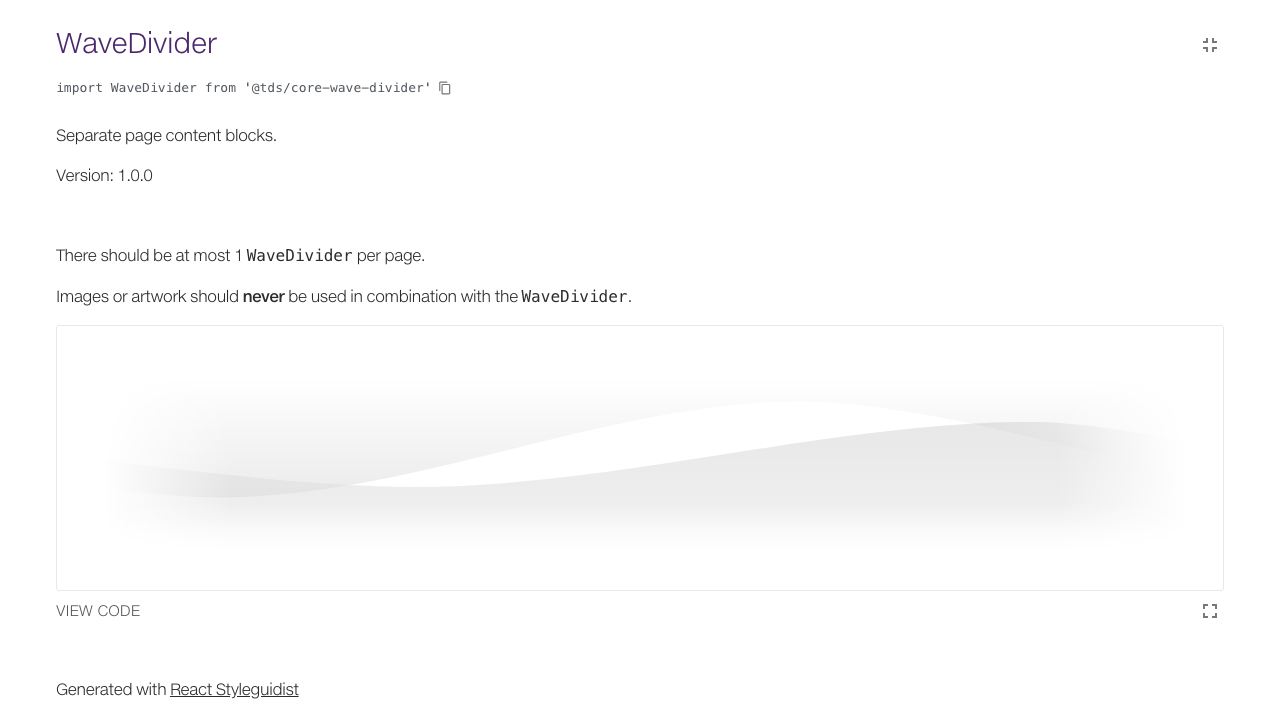 WaveDivider
import WaveDivider from '@tds/core-wave-divider'
Separate page content blocks.
Version: 1.0.0
There should be at most 1 WaveDivider per page.
Images or artwork should never be used in combination with the WaveDivider.
VIEW CODE
Generated with React Styleguidist